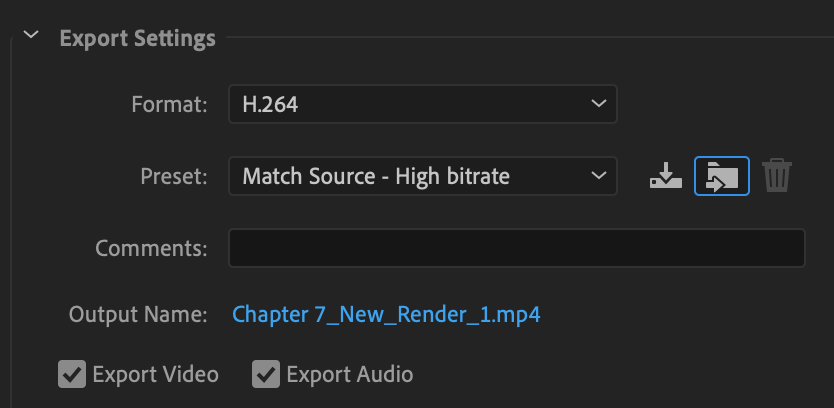 Export Settings
Format: H.264
Preset: Match Source - High bitrate
Comments:
Output Name: Chapter 7_New_Render_1.mp4
Export Video Export Audio